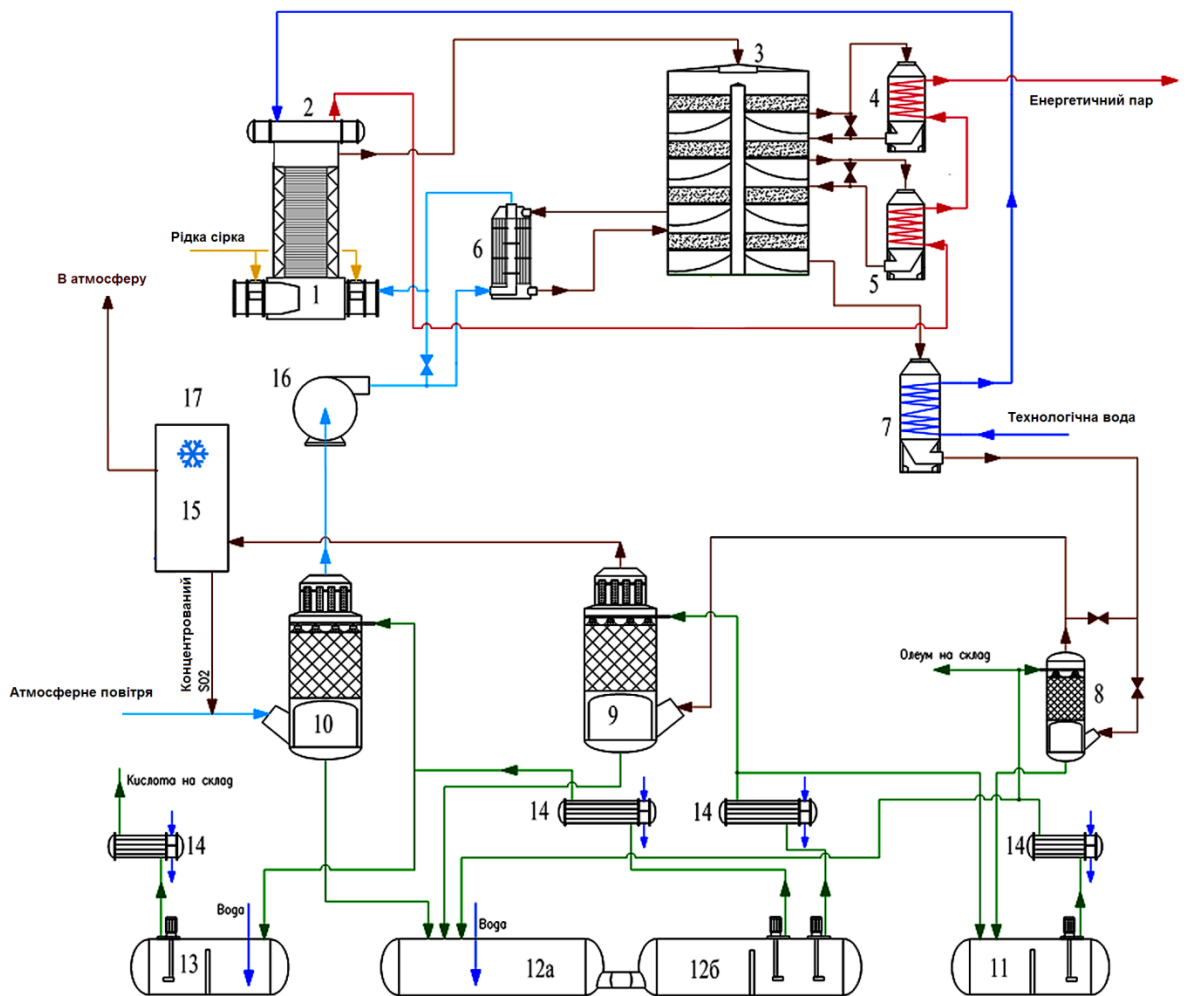 3
2
4
Енергетичний пар
Рідка сірка
6
5
В атмосферу
1
16
17
7
Технологічна вода
15
Концентрований
SO2
Олеум на склад
8
Атмосферне повітря
10
9
Кислота на склад
14
14
14
14
Вода
Вода
13
12а
12б
11